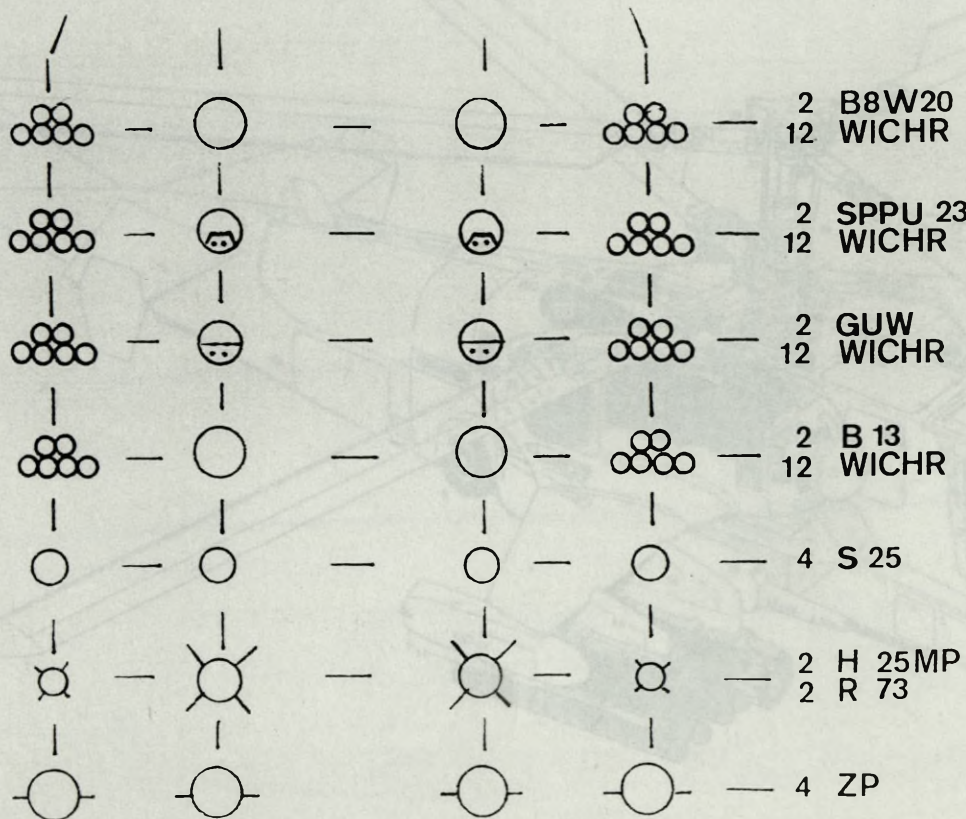 2 B8W20
12 WICHR
2 SPPU 23
12 WICHR
2 GUW
12 WICHR
2 B 13
12 WICHR
4 S 25
2 H 25MP
2 R 73
4 ZP